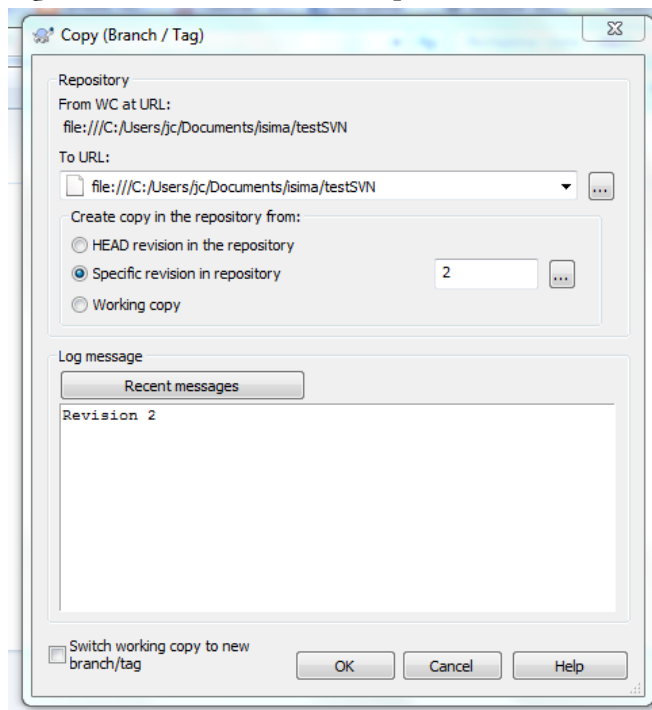 Copy (Branch / Tag)
Repository
From WC at URL:
file:///C:/Users/jc/Documents/isima/testSVN
To URL:
file:///C:/Users/jc/Documents/isima/testSVN
...
Create copy in the repository from:
HEAD revision in the repository
Specific revision in repository
2
...
Working copy
Log message
Recent messages
Revision 2
Switch working copy to new
branch/tag
OK
Cancel
Help